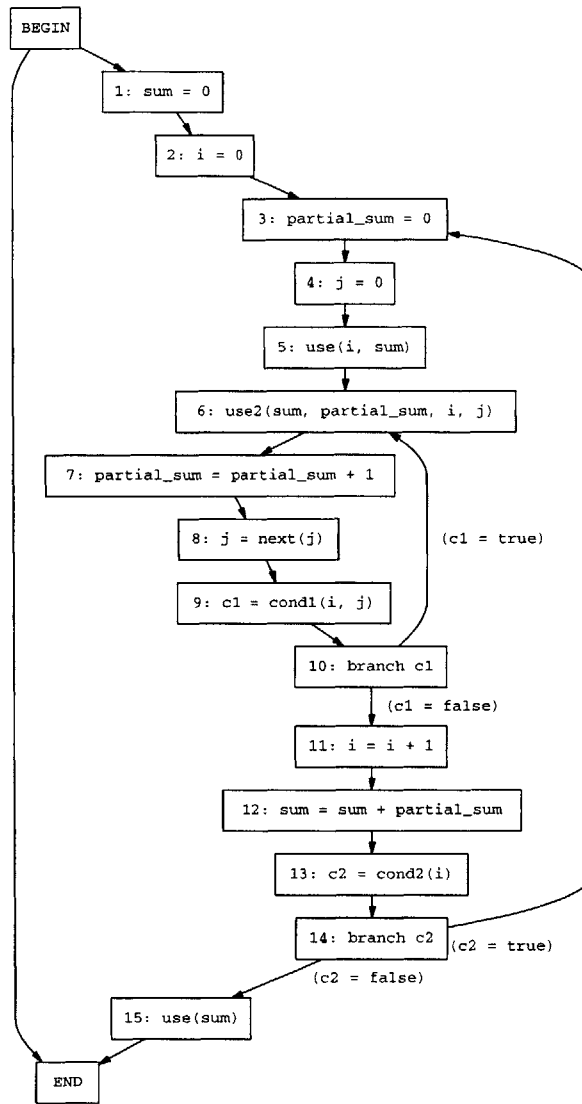 BEGIN
1: sum = 0
2: i = 0
3: partial_sum = 0
4: j = 0
5: use(i, sum)
6: use2(sum, partial_sum, i, j)
7: partial_sum = partial_sum + 1
8: j = next(j)
(c1 = true)
9: c1 = cond1(i, j)
10: branch c1
(c1 = false)
11: i = i + 1
12: sum = sum + partial_sum
13: c2 = cond2(i)
14: branch c2
(c2 = true)
(c2 = false)
15: use(sum)
END